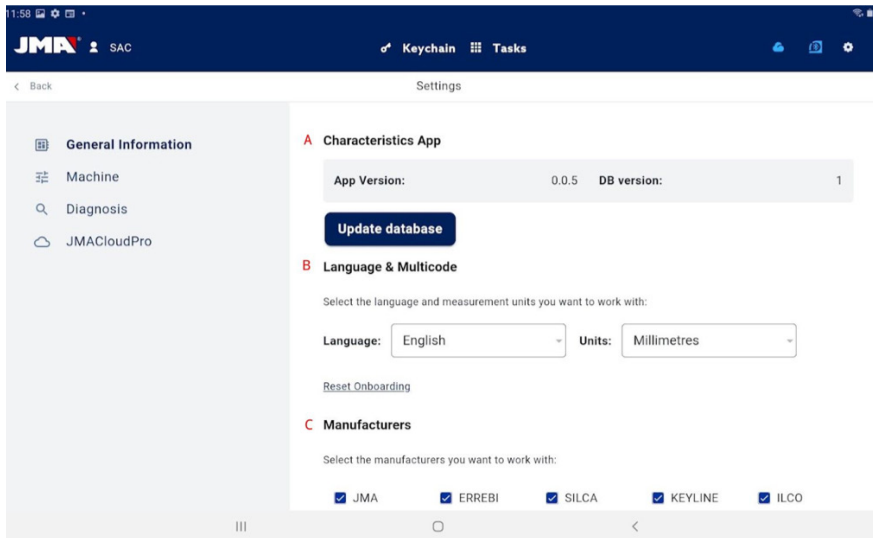 11:58
JMA SAC Keychain Tasks
Back Settings
General Information
Machine
Diagnosis
JMACloudPro
A Characteristics App
App Version: 0.0.5 DB version: 1
Update database
B Language & Multicode
Select the language and measurement units you want to work with:
Language: English Units: Millimetres
Reset Onboarding
C Manufacturers
Select the manufacturers you want to work with:
JMA ERREBI SILCA KEYLINE ILCO